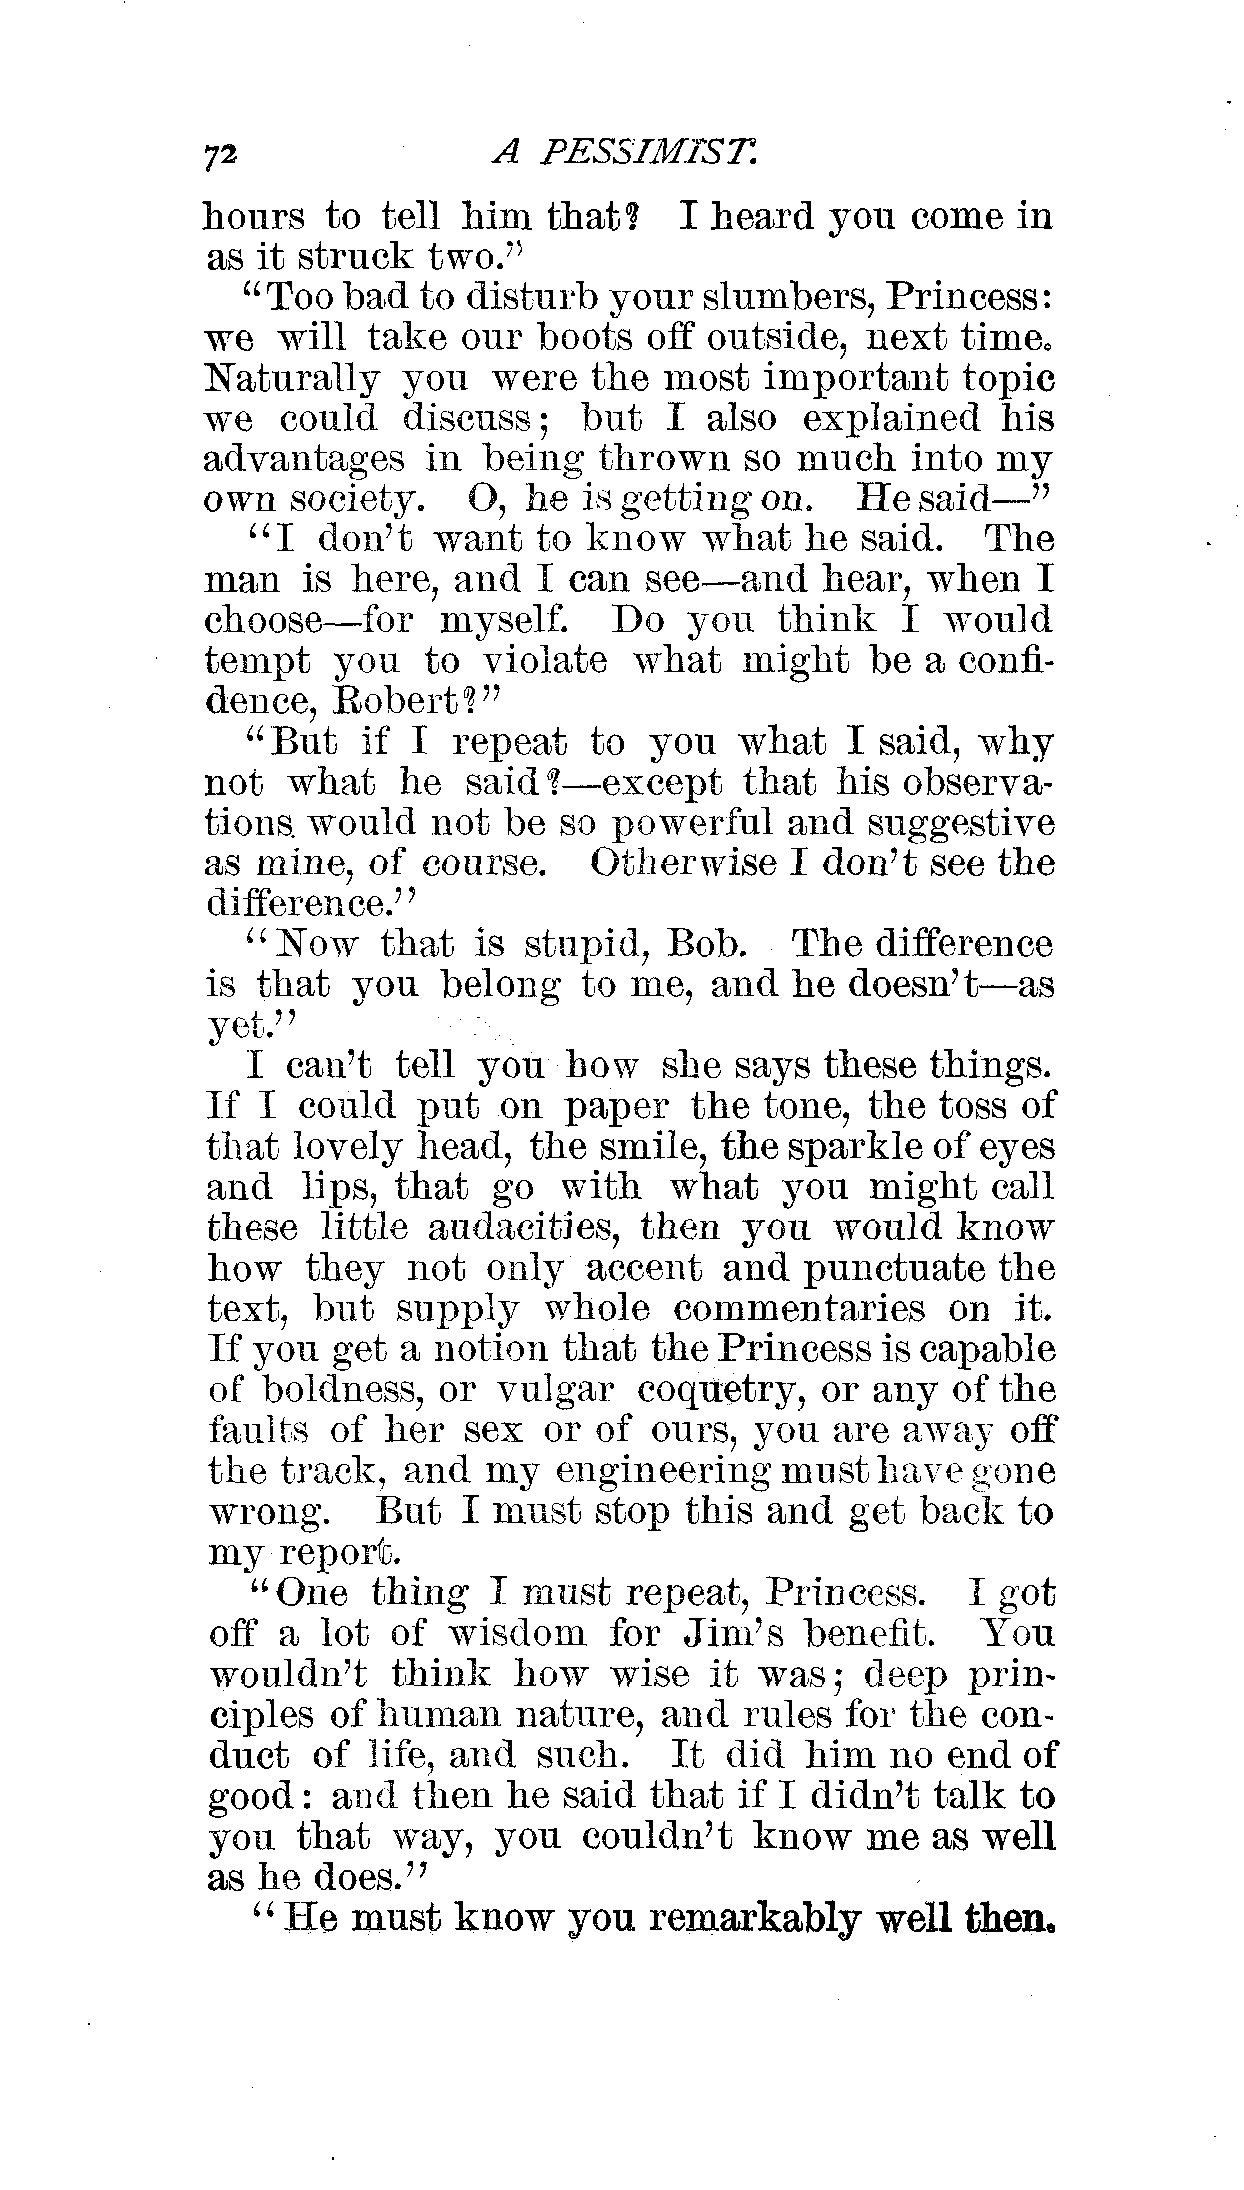 72 A PESSIMIST.
hours to tell him that? I heard you come in
as it struck two."
"Too bad to disturb your slumbers, Princess:
we will take our boots off outside, next time.
Naturally you were the most important topic
we could discuss; but I also explained his
advantages in being thrown so much into my
own society. O, he is getting on. He said—"
"I don't want to know what he said. The
man is here, and I can see—and hear, when I
choose—for myself. Do you think I would
tempt you to violate what might be a confi-
dence, Robert?"
"But if I repeat to you what I said, why
not what he said?—except that his observa-
tions would not be so powerful and suggestive
as mine, of course. Otherwise I don't see the
difference."
"Now that is stupid, Bob. The difference
is that you belong to me, and he doesn't—as
yet."
I can't tell you how she says these things.
If I could put on paper the tone, the toss of
that lovely head, the smile, the sparkle of eyes
and lips, that go with what you might call
these little audacities, then you would know
how they not only accent and punctuate the
text, but supply whole commentaries on it.
If you get a notion that the Princess is capable
of boldness, or vulgar coquetry, or any of the
faults of her sex or of ours, you are away off
the track, and my engineering must have gone
wrong. But I must stop this and get back to
my report.
"One thing I must repeat, Princess. I got
off a lot of wisdom for Jim's benefit. You
wouldn't think how wise it was; deep prin-
ciples of human nature, and rules for the con-
duct of life, and such. It did him no end of
good: and then he said that if I didn't talk to
you that way, you couldn't know me as well
as he does."
"He must know you remarkably well then.